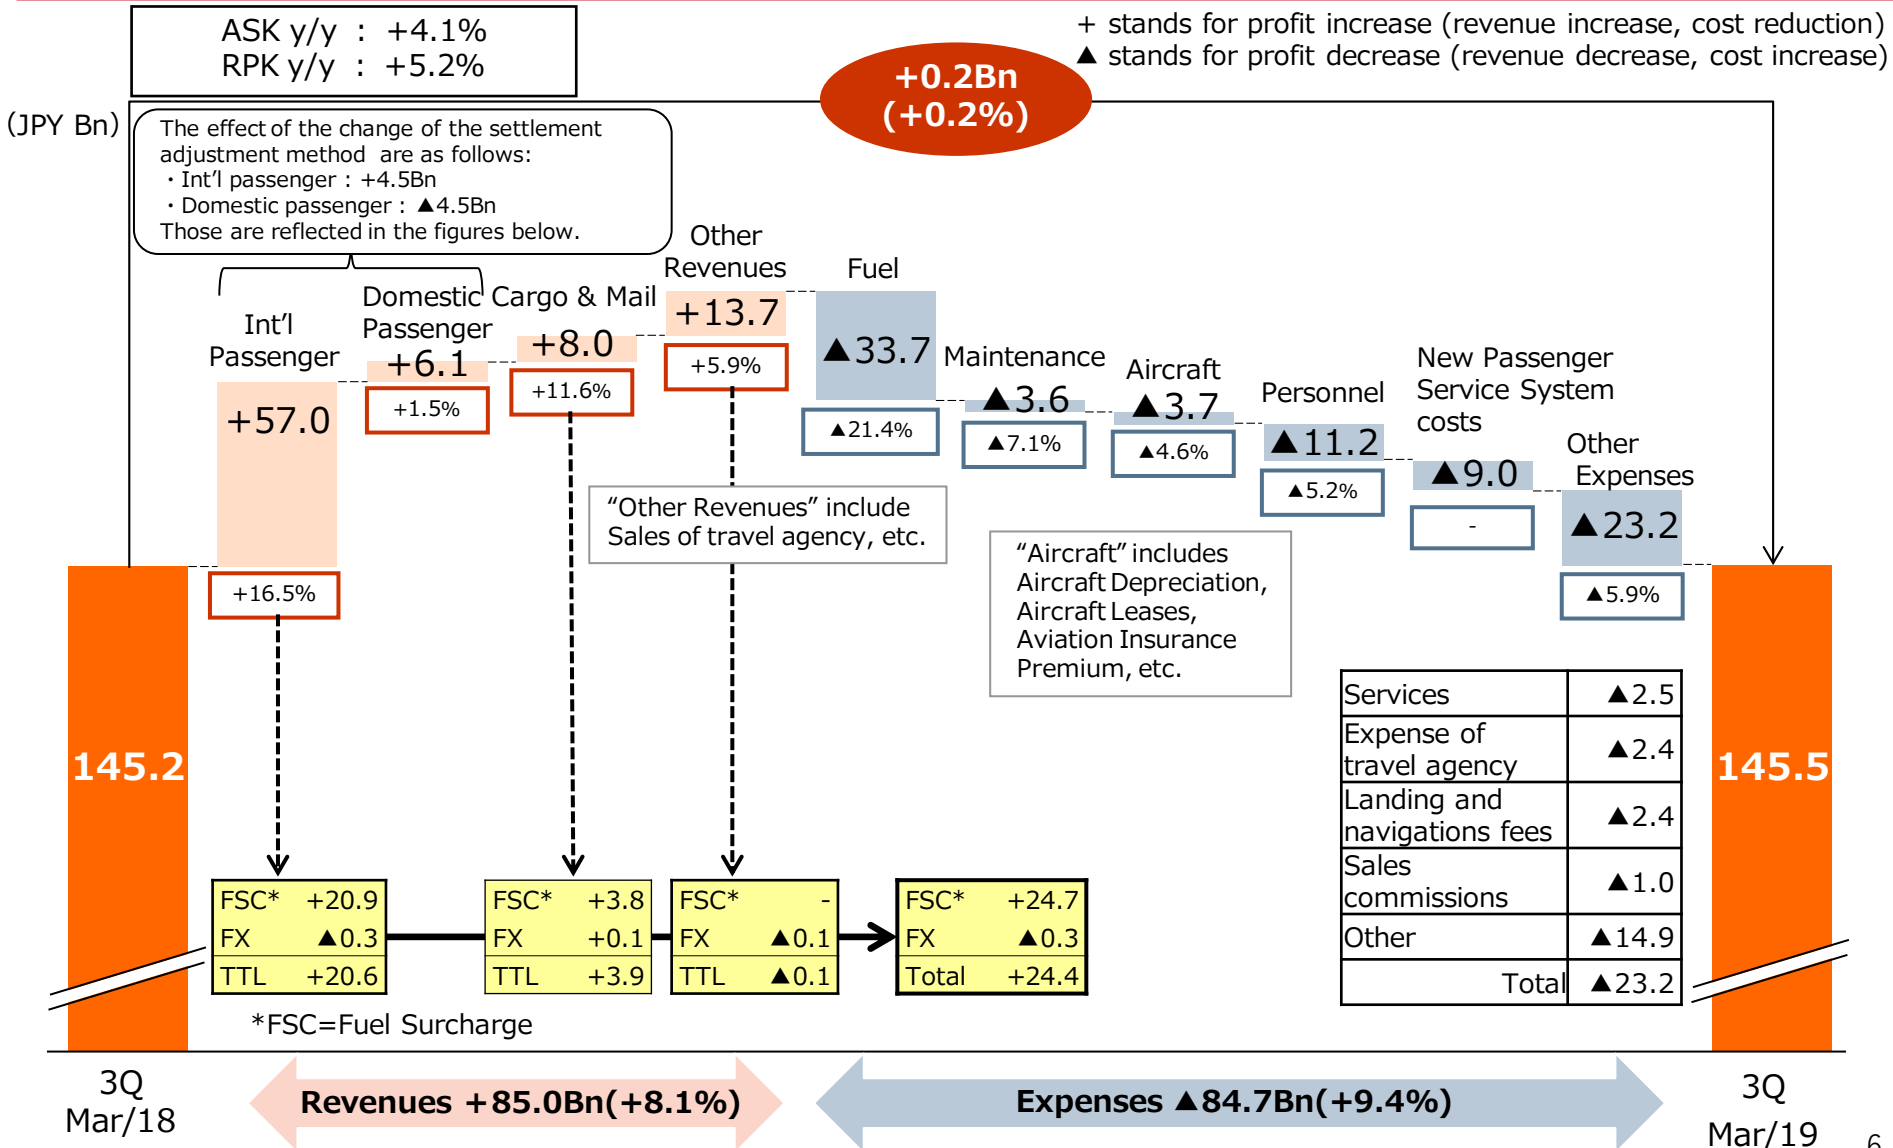 ASK y/y : +4.1%
RPK y/y : +5.2%
+ stands for profit increase (revenue increase, cost reduction)
▲ stands for profit decrease (revenue decrease, cost increase)
+0.2Bn
(+0.2%)
(JPY Bn)
The effect of the change of the settlement
adjustment method are as follows:
・Int'l passenger : +4.5Bn
・Domestic passenger : ▲4.5Bn
Those are reflected in the figures below.
Int'l
Passenger
+57.0
+16.5%
Domestic
Passenger
+6.1
+1.5%
Cargo & Mail
+8.0
+11.6%
Other
Revenues
+13.7
+5.9%
Fuel
▲33.7
▲21.4%
Maintenance
▲3.6
▲7.1%
Aircraft
▲3.7
▲4.6%
Personnel
▲11.2
▲5.2%
New Passenger
Service System
costs
▲9.0
-
Other
Expenses
▲23.2
▲5.9%
"Other Revenues" include
Sales of travel agency, etc.
"Aircraft" includes
Aircraft Depreciation,
Aircraft Leases,
Aviation Insurance
Premium, etc.
145.2
145.5
Services ▲2.5
Expense of
travel agency ▲2.4
Landing and
navigations fees ▲2.4
Sales
commissions ▲1.0
Other ▲14.9
Total ▲23.2
FSC* +20.9
FX ▲0.3
TTL +20.6
FSC* +3.8
FX +0.1
TTL +3.9
FSC* -
FX ▲0.1
TTL ▲0.1
FSC* +24.7
FX ▲0.3
Total +24.4
*FSC=Fuel Surcharge
3Q
Mar/18
Revenues +85.0Bn(+8.1%)
Expenses ▲84.7Bn(+9.4%)
3Q
Mar/19
6